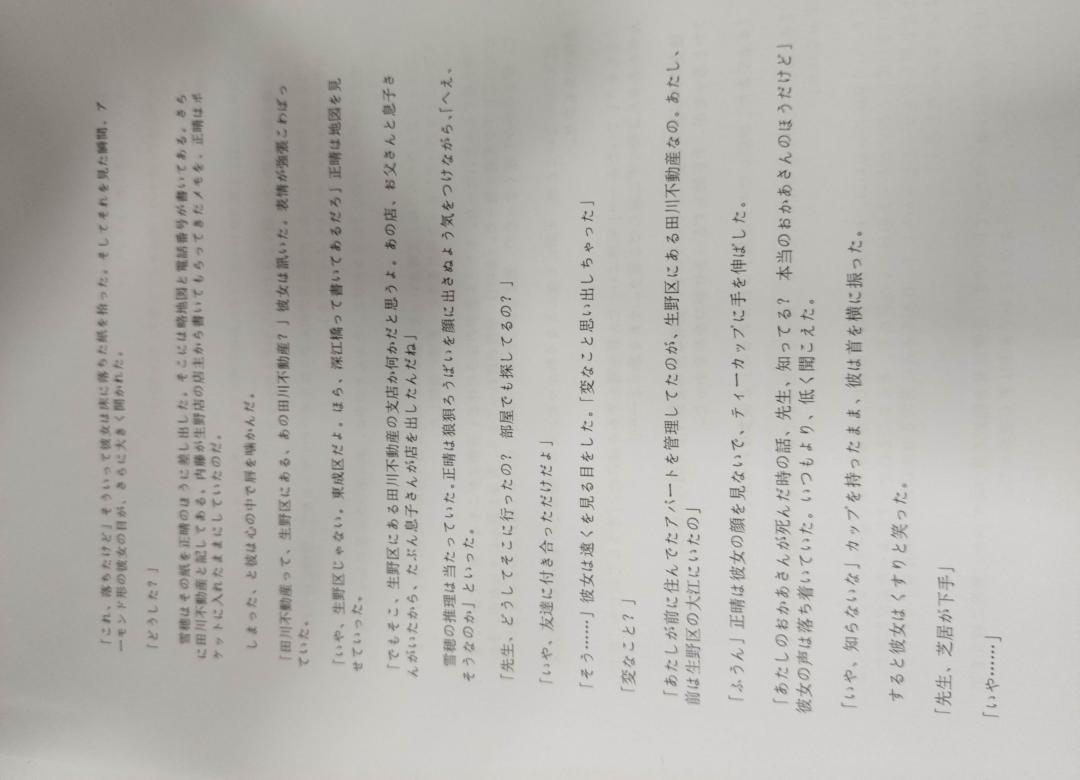 「これ、落ちたけど」そういって彼女は床に落ちた紙を拾った。そしてそれを見た瞬間、ア
ーモンド形の彼女の目が、さらに大きく開かれた。
「どうした?」
雪穂はその紙を正晴のほうに差し出した。そこには略地図と電話番号が書いてある。さら
に田川不動産と記してある、内藤が生野店の店主から書いてもらってきたメモを、正晴はポ
ケットに入れたままにしていたのだ。
しまった、と彼は心の中で唇を噛かんだ。
「田川不動産って、生野区にある、あの田川不動産?」彼女は訊いた。表情が強張こわばっ
ていた。
「いや、生野区じゃない。東成区だよ。ほら、深江橋って書いてあるだろ」正晴は地図を見
せていった。
「でもそこ、生野区にある田川不動産の支店か何かだと思うよ。あの店、お父さんと息子さ
んがいたから、たぶん息子さんが店を出したんだね」
雪穂の推理は当たっていた。正晴は狼狽ろうばいを顔に出さぬよう気をつけながら、「へえ、
そうなのか」といった。
「先生、どうしてそこに行ったの? 部屋でも探してるの?」
「いや、友達に付き合っただけだよ」
「そう……」彼女は遠くを見る目をした。「変なこと思い出しちゃった」
「変なこと?」
「あたしが前に住んでたアパートを管理してたのが、生野区にある田川不動産なの。あたし、
前は生野区の大江にいたの」
「ふうん」正晴は彼女の顔を見ないで、ティーカップに手を伸ばした。
「あたしのおかあさんが死んだ時の話、先生、知ってる? 本当のおかあさんのほうだけど」
彼女の声は落ち着いていた。いつもより、低く聞こえた。
「いや、知らないな」カップを持ったまま、彼は首を横に振った。
すると彼女はくすりと笑った。
「先生、芝居が下手」
「いや……」